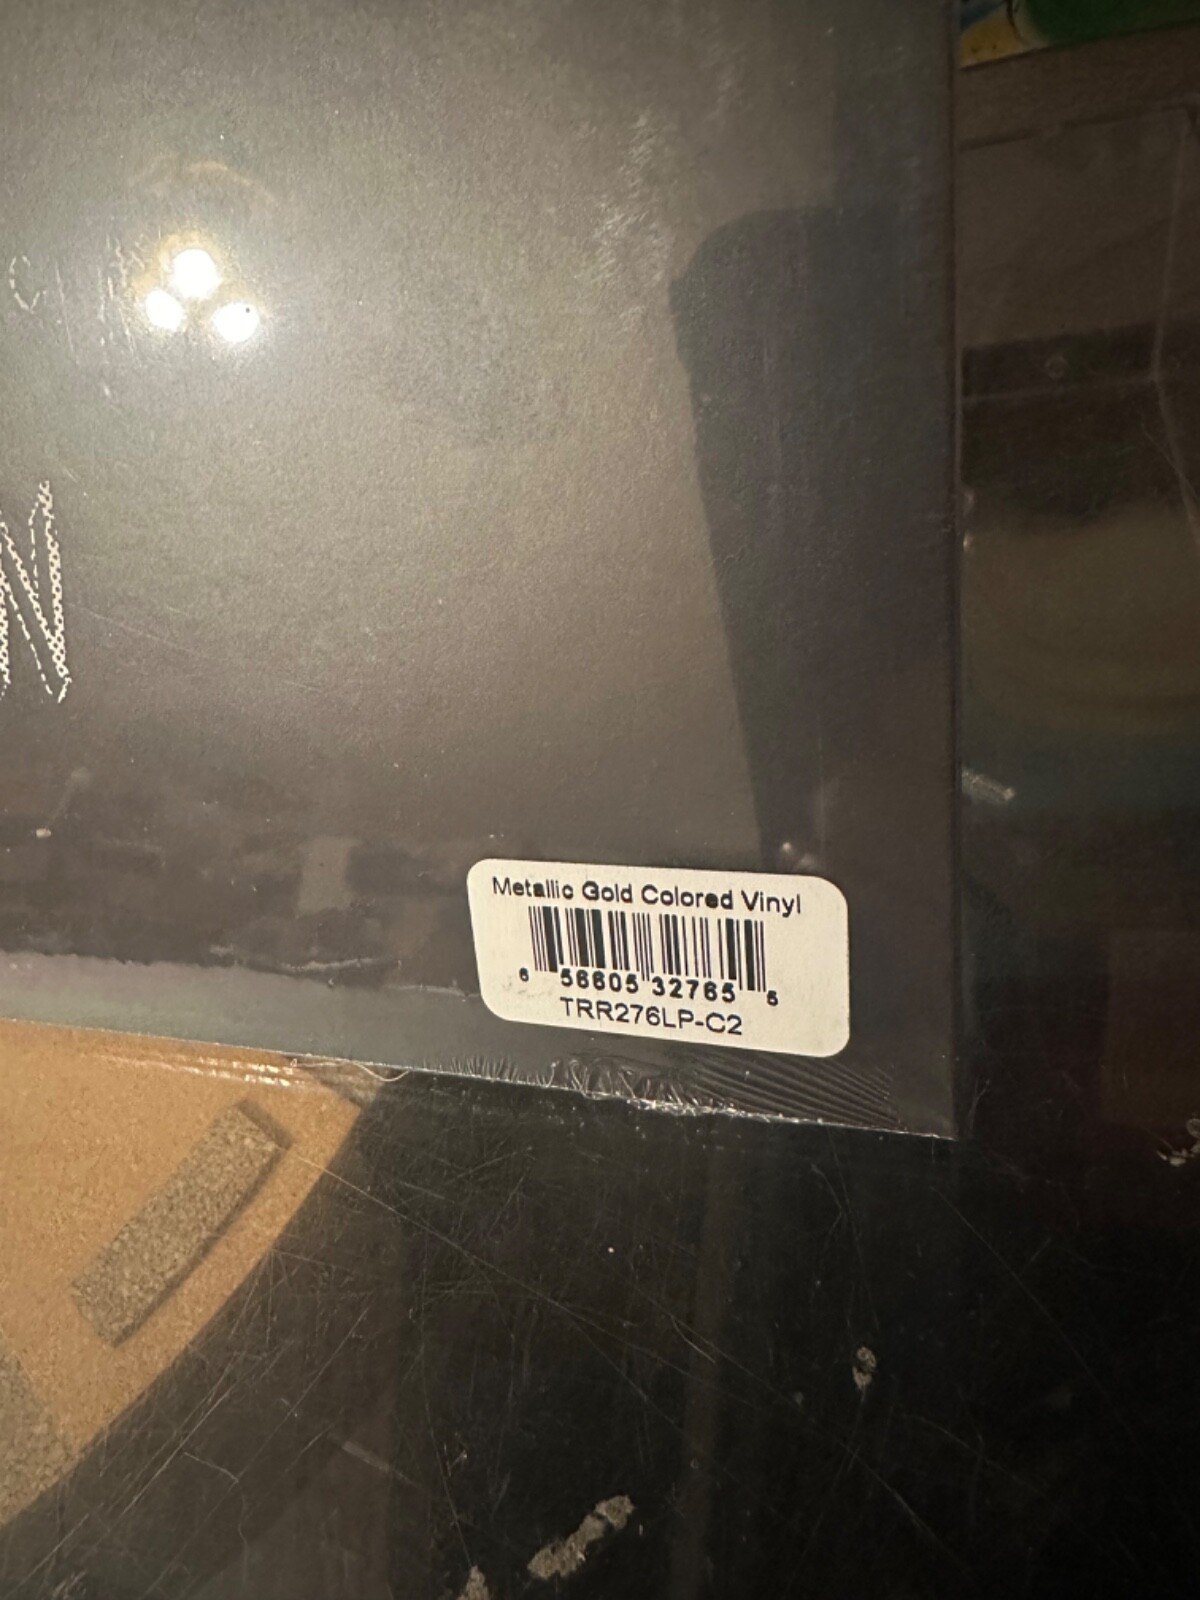 C
N
Metallic Gold Colored Vinyl
6 56605 32765 5
TRR276LP-C2